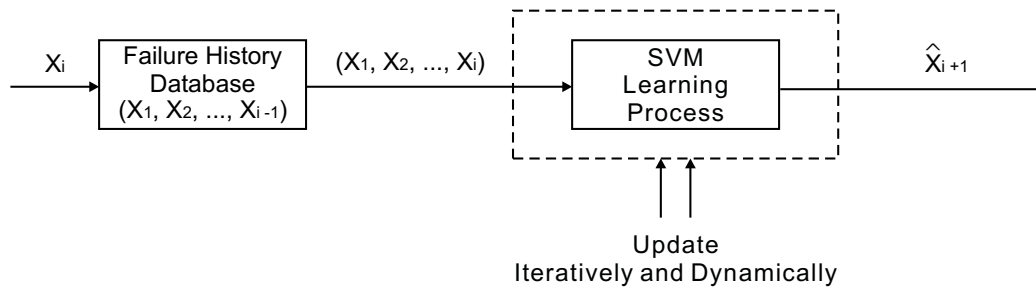 Xi
Failure History
Database
(X1, X2, ..., Xi-1)
(X1, X2, ..., Xi)
SVM
Learning
Process
X̂i+1
Update
Iteratively and Dynamically